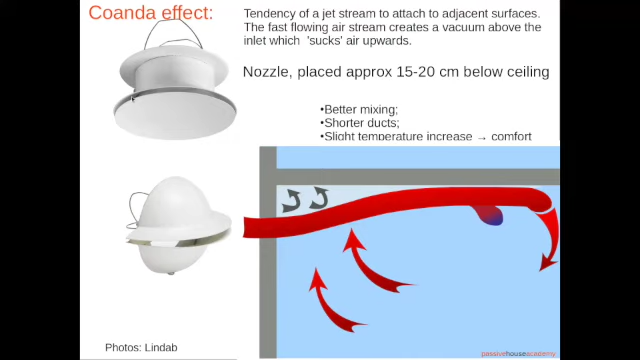 Coanda effect:
Tendency of a jet stream to attach to adjacent surfaces.
The fast flowing air stream creates a vacuum above the
inlet which 'sucks' air upwards.
Nozzle, placed approx 15-20 cm below ceiling
•Better mixing;
•Shorter ducts;
•Slight temperature increase → comfort
Photos: Lindab
passivehouseacademy